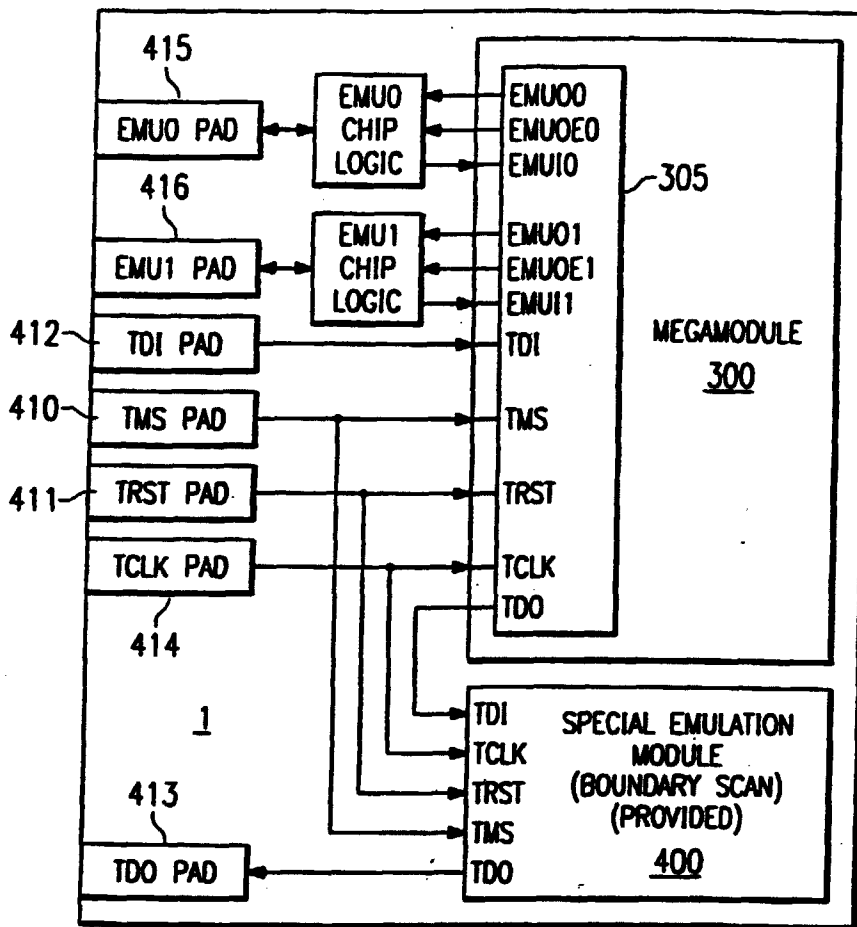 415
EMU0 PAD
EMU0
CHIP
LOGIC
EMUO0
EMUOE0
EMUI0
305
416
EMU1 PAD
EMU1
CHIP
LOGIC
EMUO1
EMUOE1
EMUI1
MEGAMODULE
300
412
TDI PAD
TDI
410
TMS PAD
TMS
411
TRST PAD
TRST
TCLK PAD
TCLK
414
TDO
1
TDI
TCLK
TRST
TMS
TDO
SPECIAL EMULATION
MODULE
(BOUNDARY SCAN)
(PROVIDED)
400
413
TDO PAD